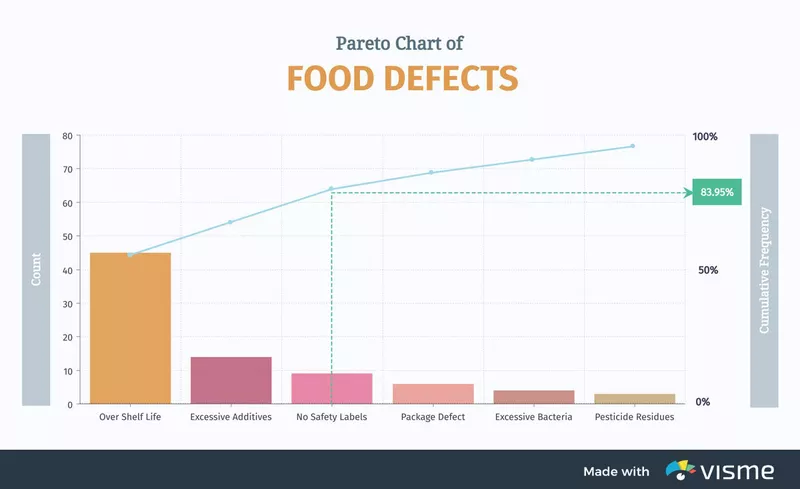 Pareto Chart of
FOOD DEFECTS
Count
80
70
60
50
40
30
20
10
0
100%
83.95%
50%
0%
Cumulative Frequency
Over Shelf Life
Excessive Additives
No Safety Labels
Package Defect
Excessive Bacteria
Pesticide Residues
Made with visme